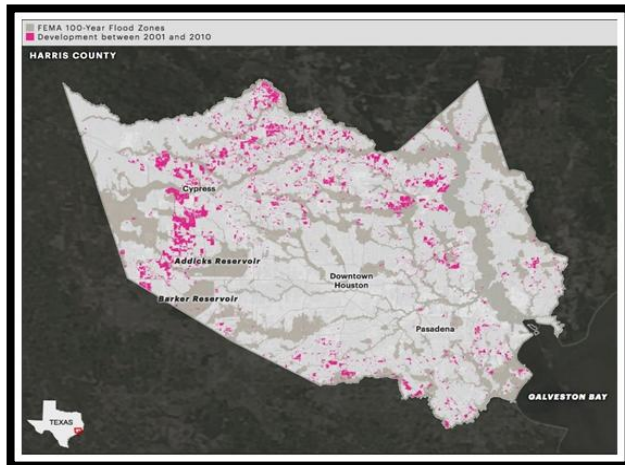 FEMA 100-Year Flood Zones
Development between 2001 and 2010
HARRIS COUNTY
Cypress
Addicks Reservoir
Downtown
Houston
Barker Reservoir
Pasadena
GALVESTON BAY
TEXAS